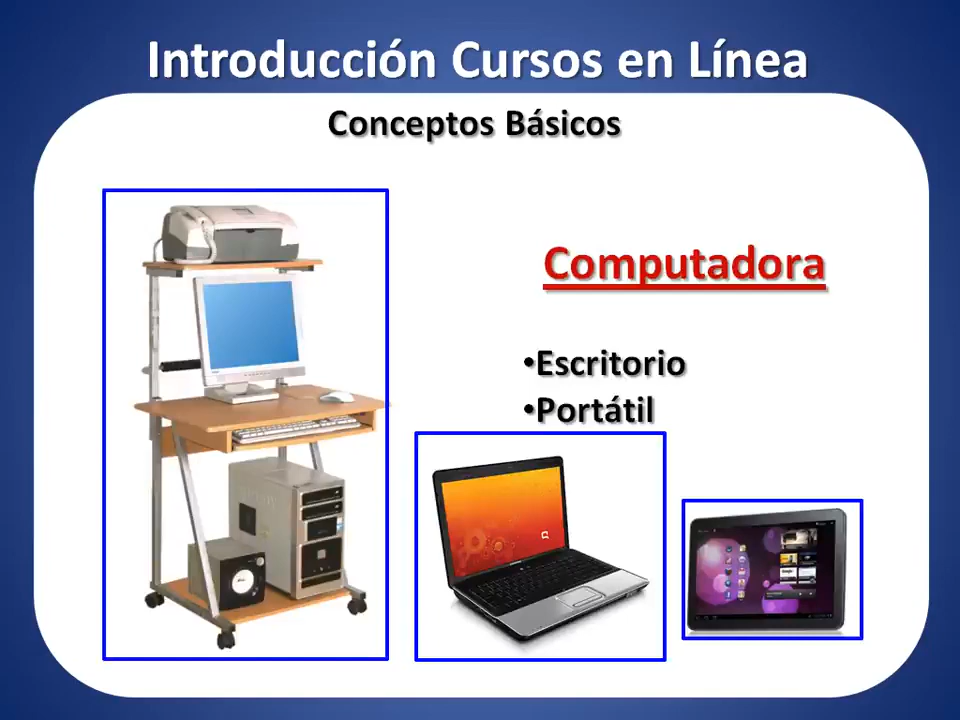 Introducción Cursos en Línea
Conceptos Básicos
Computadora
•Escritorio
•Portátil